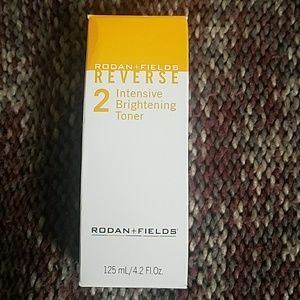 RODAN+FIELDS
REVERSE
2 Intensive
Brightening
Toner
RODAN+FIELDS®
125 mL/4.2 Fl.Oz.